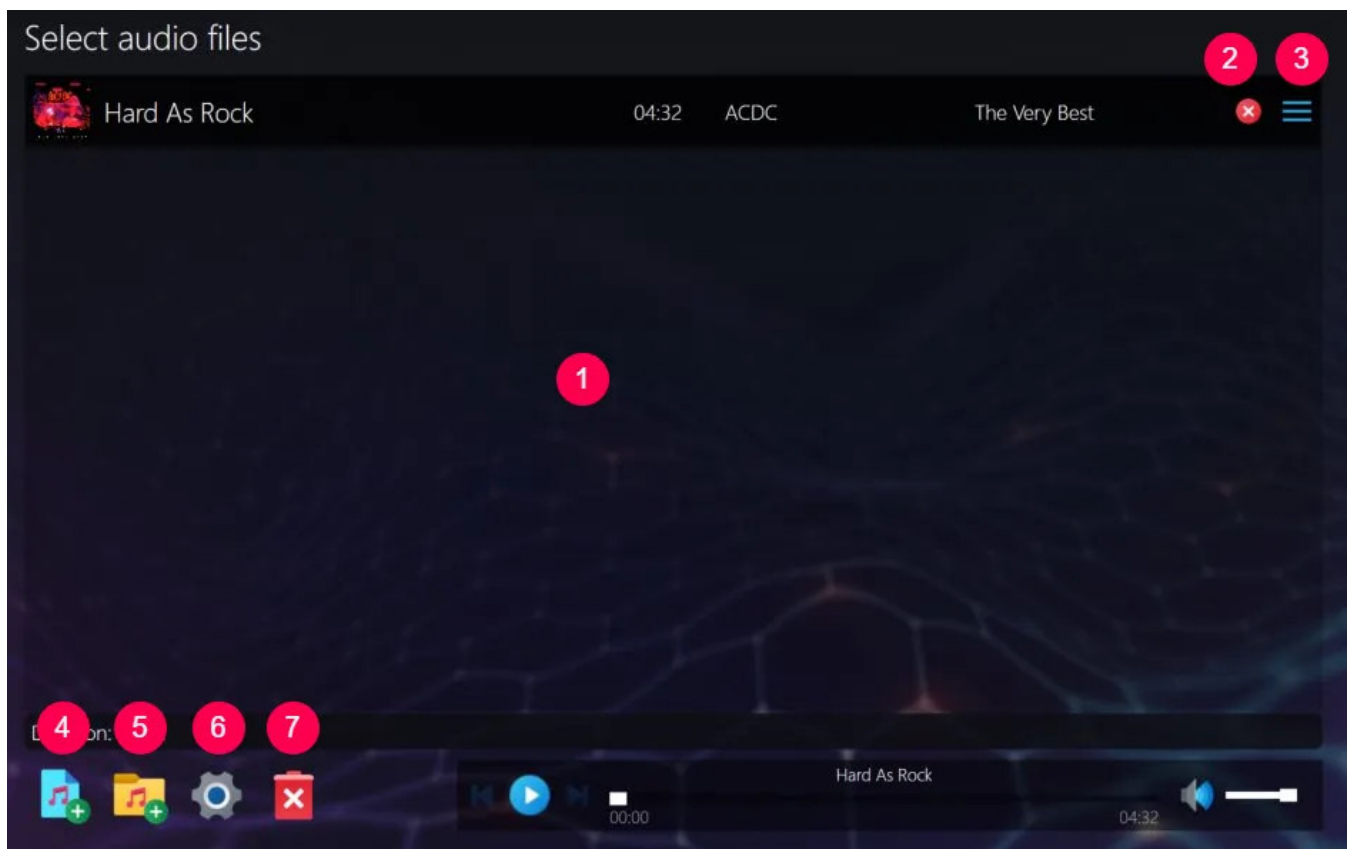 Select audio files
2 3
Hard As Rock 04:32 ACDC The Very Best
1
4 5 6 7
on:
Hard As Rock
00:00 04:32